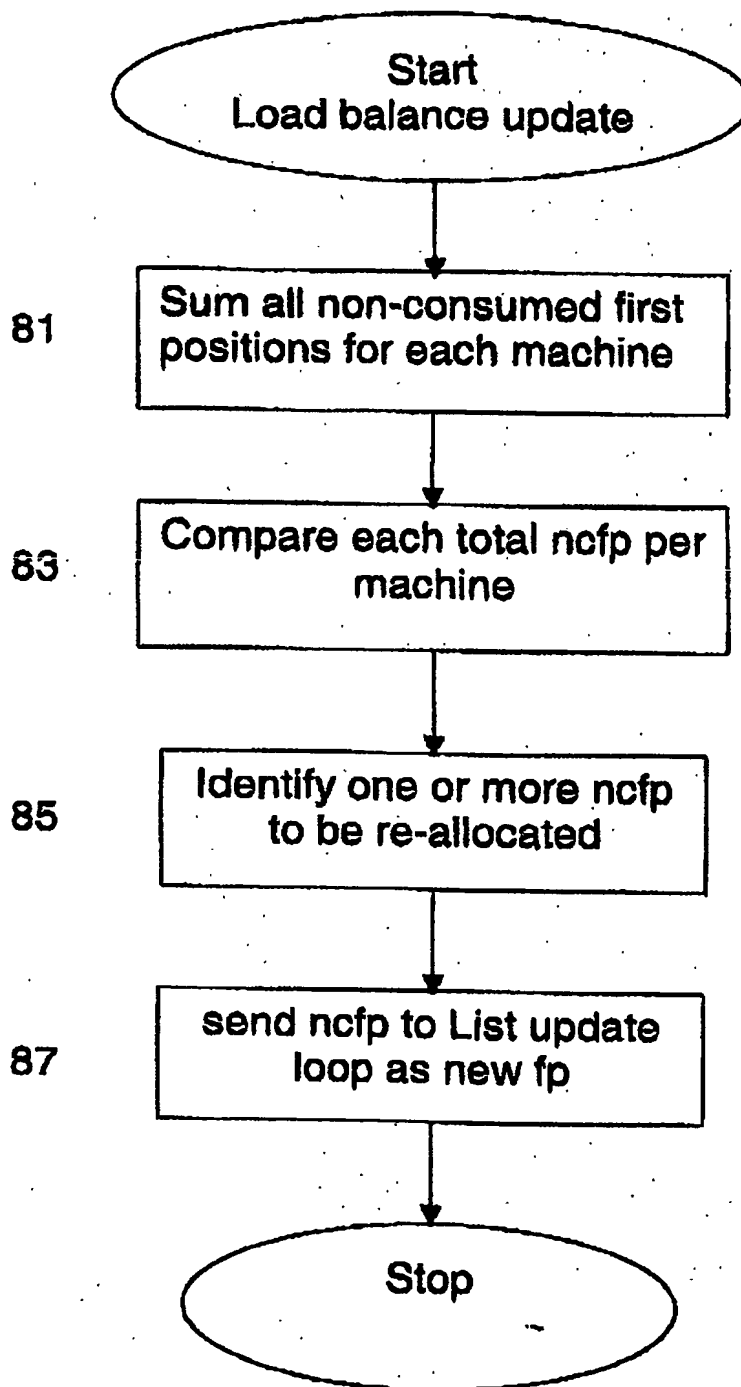 Start
Load balance update
81
Sum all non-consumed first
positions for each machine
83
Compare each total ncfp per
machine
85
Identify one or more ncfp
to be re-allocated
87
send ncfp to List update
loop as new fp
Stop